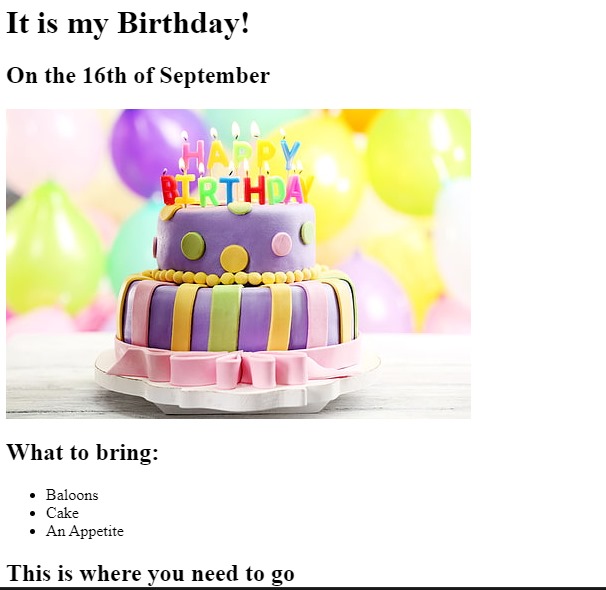 It is my Birthday!
On the 16th of September
HAPPY
BIRTHDAY
What to bring:
Baloons
Cake
An Appetite
This is where you need to go